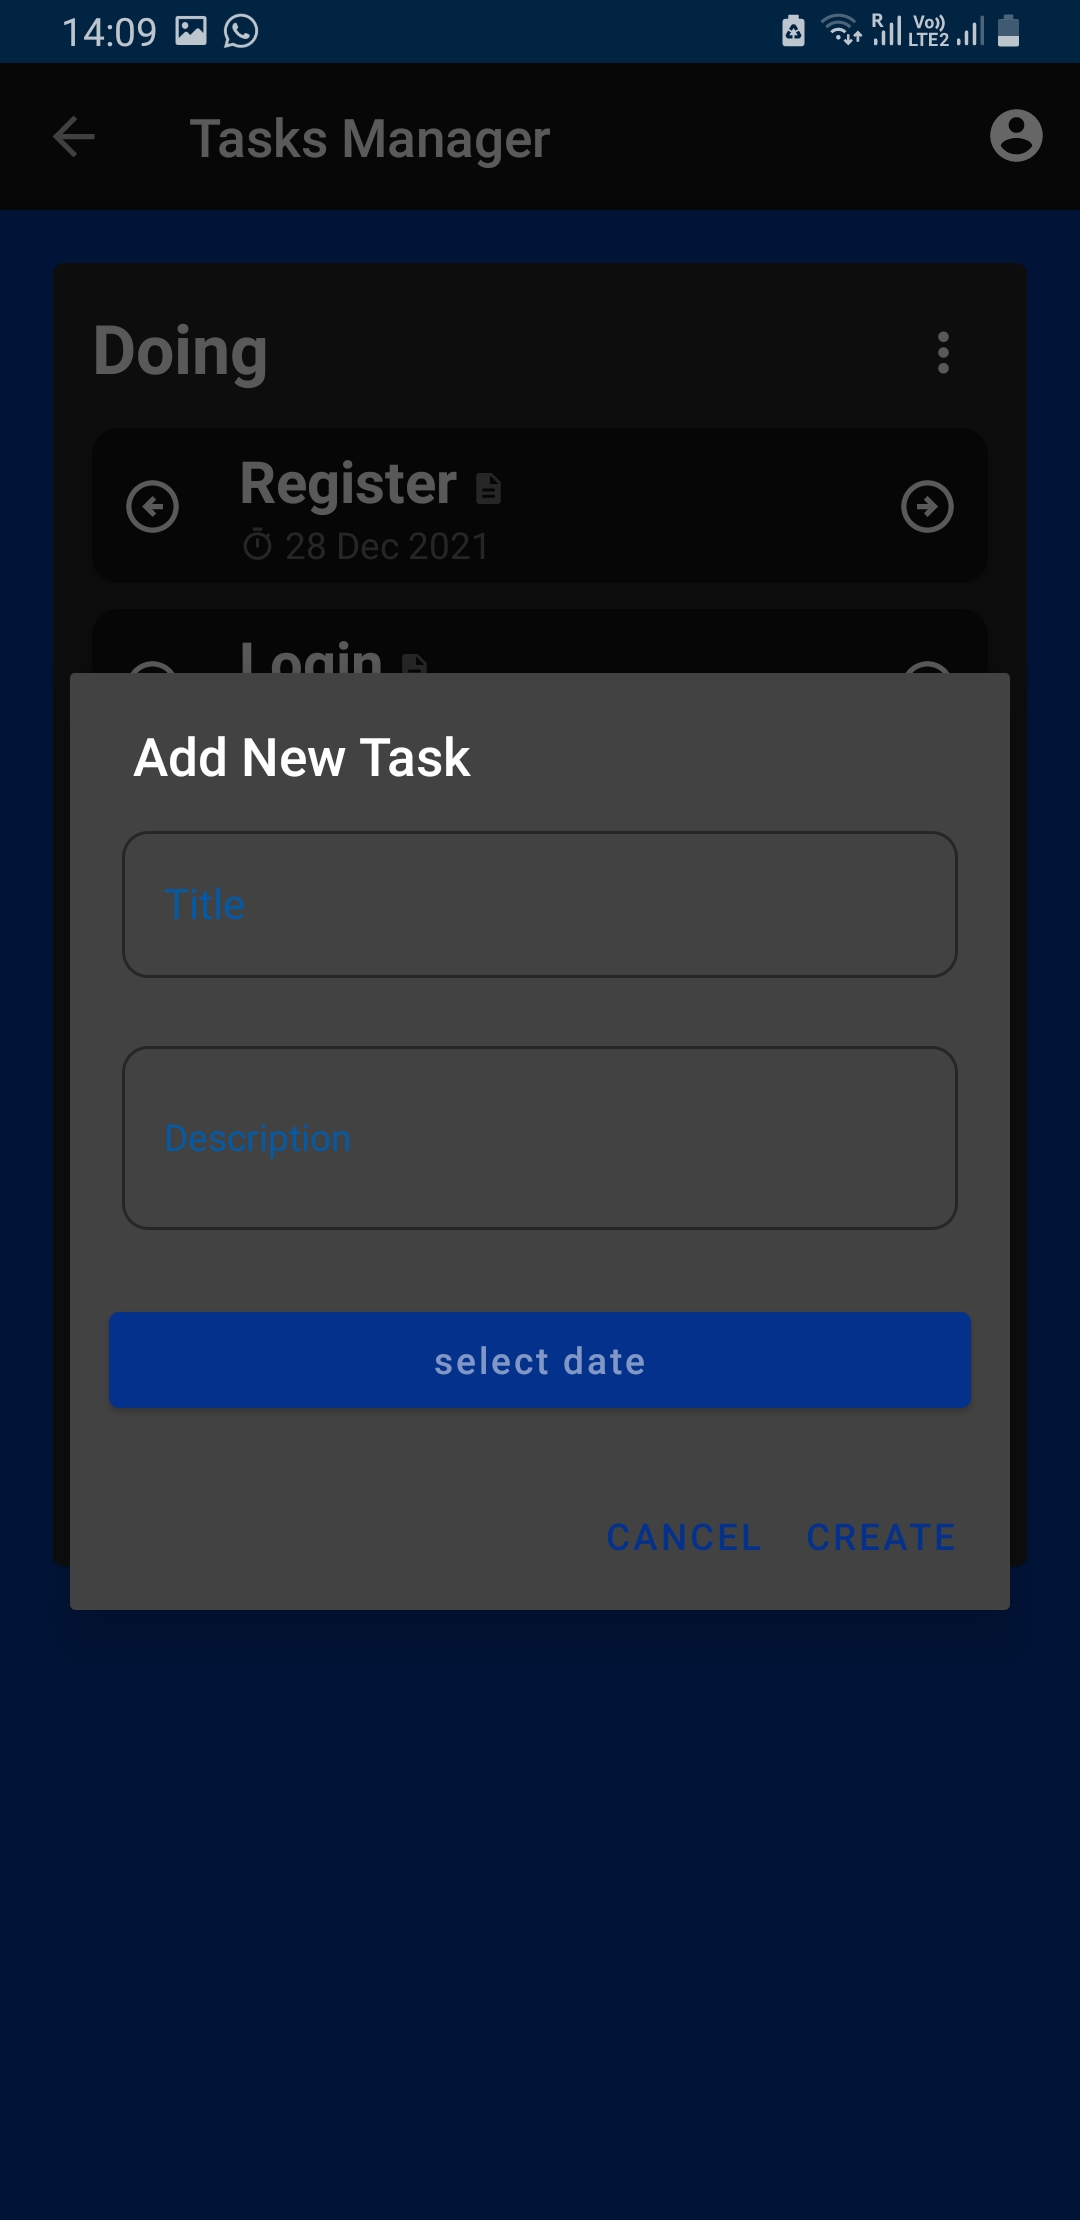 14:09 R Vo)) LTE2
Tasks Manager
Doing
Register
28 Dec 2021
Login
Add New Task
Title
Description
select date
CANCEL CREATE